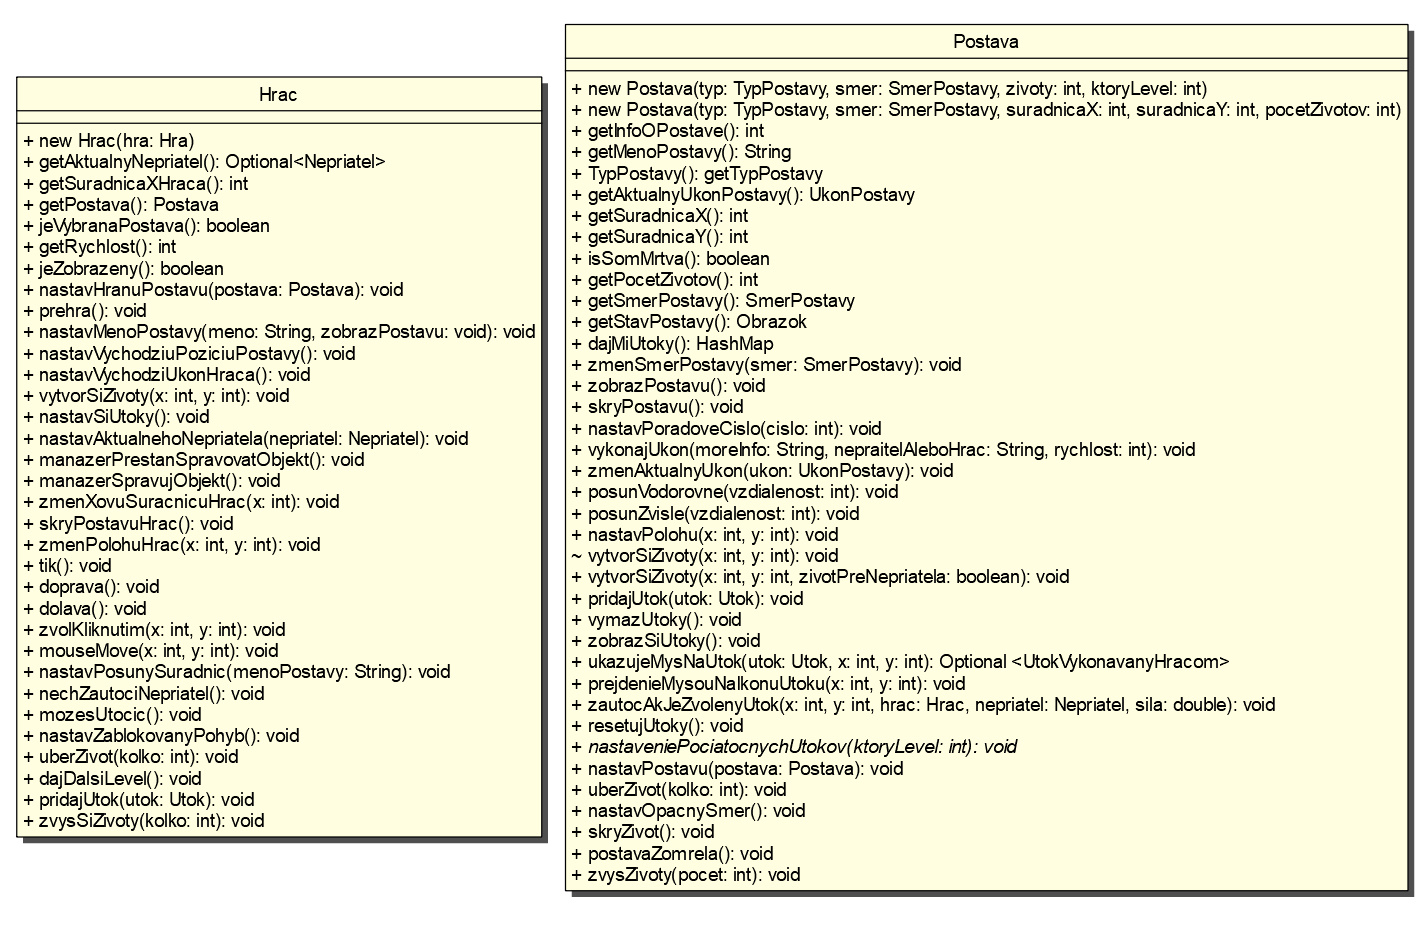 Hrac
+ new Hrac(hra: Hra)
+ getAktualnyNepriatel(): Optional<Nepriatel>
+ getSuradnicaXHraca(): int
+ getPostava(): Postava
+ jeVybranaPostava(): boolean
+ getRychlost(): int
+ jeZobrazeny(): boolean
+ nastavHranuPostavu(postava: Postava): void
+ prehra(): void
+ nastavMenoPostavy(meno: String, zobrazPostavu: void): void
+ nastavVychodziuPoziciuPostavy(): void
+ nastavVychodziUkonHraca(): void
+ vytvorSiZivoty(x: int, y: int): void
+ nastavSiUtoky(): void
+ nastavAktualnehoNepriatela(nepriatel: Nepriatel): void
+ manazerPrestanSpravovatObjekt(): void
+ manazerSpravujObjekt(): void
+ zmenXovuSuracnicuHrac(x: int): void
+ skryPostavuHrac(): void
+ zmenPolohuHrac(x: int, y: int): void
+ tik(): void
+ doprava(): void
+ dolava(): void
+ zvolKliknutim(x: int, y: int): void
+ mouseMove(x: int, y: int): void
+ nastavPosunySuradnic(menoPostavy: String): void
+ nechZautociNepriatel(): void
+ mozesUtocic(): void
+ nastavZablokovanyPohyb(): void
+ uberZivot(kolko: int): void
+ dajDalsiLevel(): void
+ pridajUtok(utok: Utok): void
+ zvysSiZivoty(kolko: int): void
Postava
+ new Postava(typ: TypPostavy, smer: SmerPostavy, zivoty: int, ktoryLevel: int)
+ new Postava(typ: TypPostavy, smer: SmerPostavy, suradnicaX: int, suradnicaY: int, pocetZivotov: int)
+ getInfoOPostave(): int
+ getMenoPostavy(): String
+ TypPostavy(): getTypPostavy
+ getAktualnyUkonPostavy(): UkonPostavy
+ getSuradnicaX(): int
+ getSuradnicaY(): int
+ isSomMrtva(): boolean
+ getPocetZivotov(): int
+ getSmerPostavy(): SmerPostavy
+ getStavPostavy(): Obrazok
+ dajMiUtoky(): HashMap
+ zmenSmerPostavy(smer: SmerPostavy): void
+ zobrazPostavu(): void
+ skryPostavu(): void
+ nastavPoradoveCislo(cislo: int): void
+ vykonajUkon(moreInfo: String, nepraitelAleboHrac: String, rychlost: int): void
+ zmenAktualnyUkon(ukon: UkonPostavy): void
+ posunVodorovne(vzdialenost: int): void
+ posunZvisle(vzdialenost: int): void
+ nastavPolohu(x: int, y: int): void
~ vytvorSiZivoty(x: int, y: int): void
+ vytvorSiZivoty(x: int, y: int, zivotPreNepriatela: boolean): void
+ pridajUtok(utok: Utok): void
+ vymazUtoky(): void
+ zobrazSiUtoky(): void
+ ukazujeMysNaUtok(utok: Utok, x: int, y: int): Optional <UtokVykonavanyHracom>
+ prejdenieMysouNaIkonuUtoku(x: int, y: int): void
+ zautocAkJeZvolenyUtok(x: int, y: int, hrac: Hrac, nepriatel: Nepriatel, sila: double): void
+ resetujUtoky(): void
+ nastaveniePociatocnychUtokov(ktoryLevel: int): void
+ nastavPostavu(postava: Postava): void
+ uberZivot(kolko: int): void
+ nastavOpacnySmer(): void
+ skryZivot(): void
+ postavaZomrela(): void
+ zvysZivoty(pocet: int): void